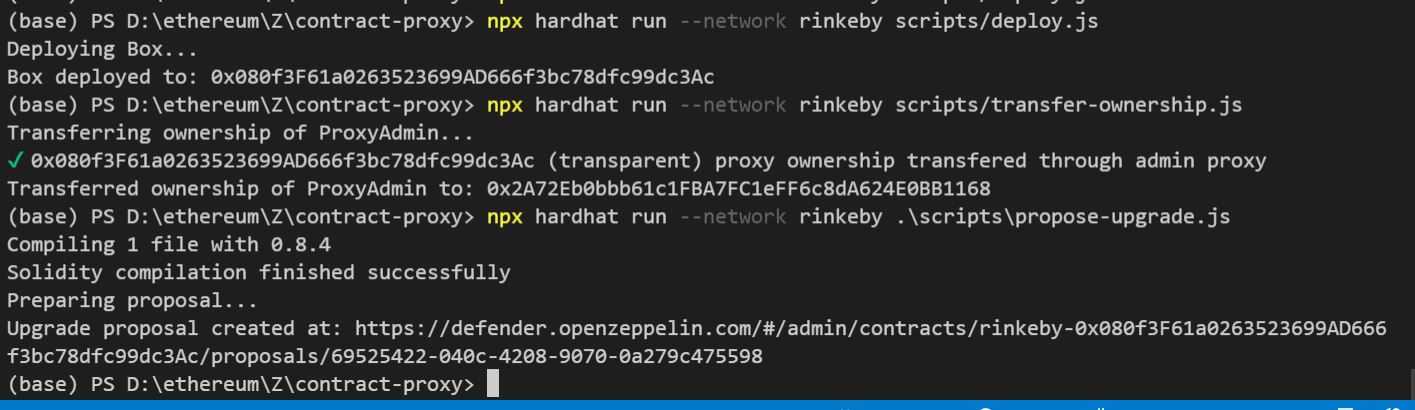 (base) PS D:\ethereum\Z\contract-proxy> npx hardhat run --network rinkeby scripts/deploy.js
Deploying Box...
Box deployed to: 0x080f3F61a0263523699AD666f3bc78dfc99dc3Ac
(base) PS D:\ethereum\Z\contract-proxy> npx hardhat run --network rinkeby scripts/transfer-ownership.js
Transferring ownership of ProxyAdmin...
✓ 0x080f3F61a0263523699AD666f3bc78dfc99dc3Ac (transparent) proxy ownership transfered through admin proxy
Transferred ownership of ProxyAdmin to: 0x2A72Eb0bbb61c1FBA7FC1eFF6c8dA624E0BB1168
(base) PS D:\ethereum\Z\contract-proxy> npx hardhat run --network rinkeby .\scripts\propose-upgrade.js
Compiling 1 file with 0.8.4
Solidity compilation finished successfully
Preparing proposal...
Upgrade proposal created at: https://defender.openzeppelin.com/#/admin/contracts/rinkeby-0x080f3F61a0263523699AD666
f3bc78dfc99dc3Ac/proposals/69525422-040c-4208-9070-0a279c475598
(base) PS D:\ethereum\Z\contract-proxy>